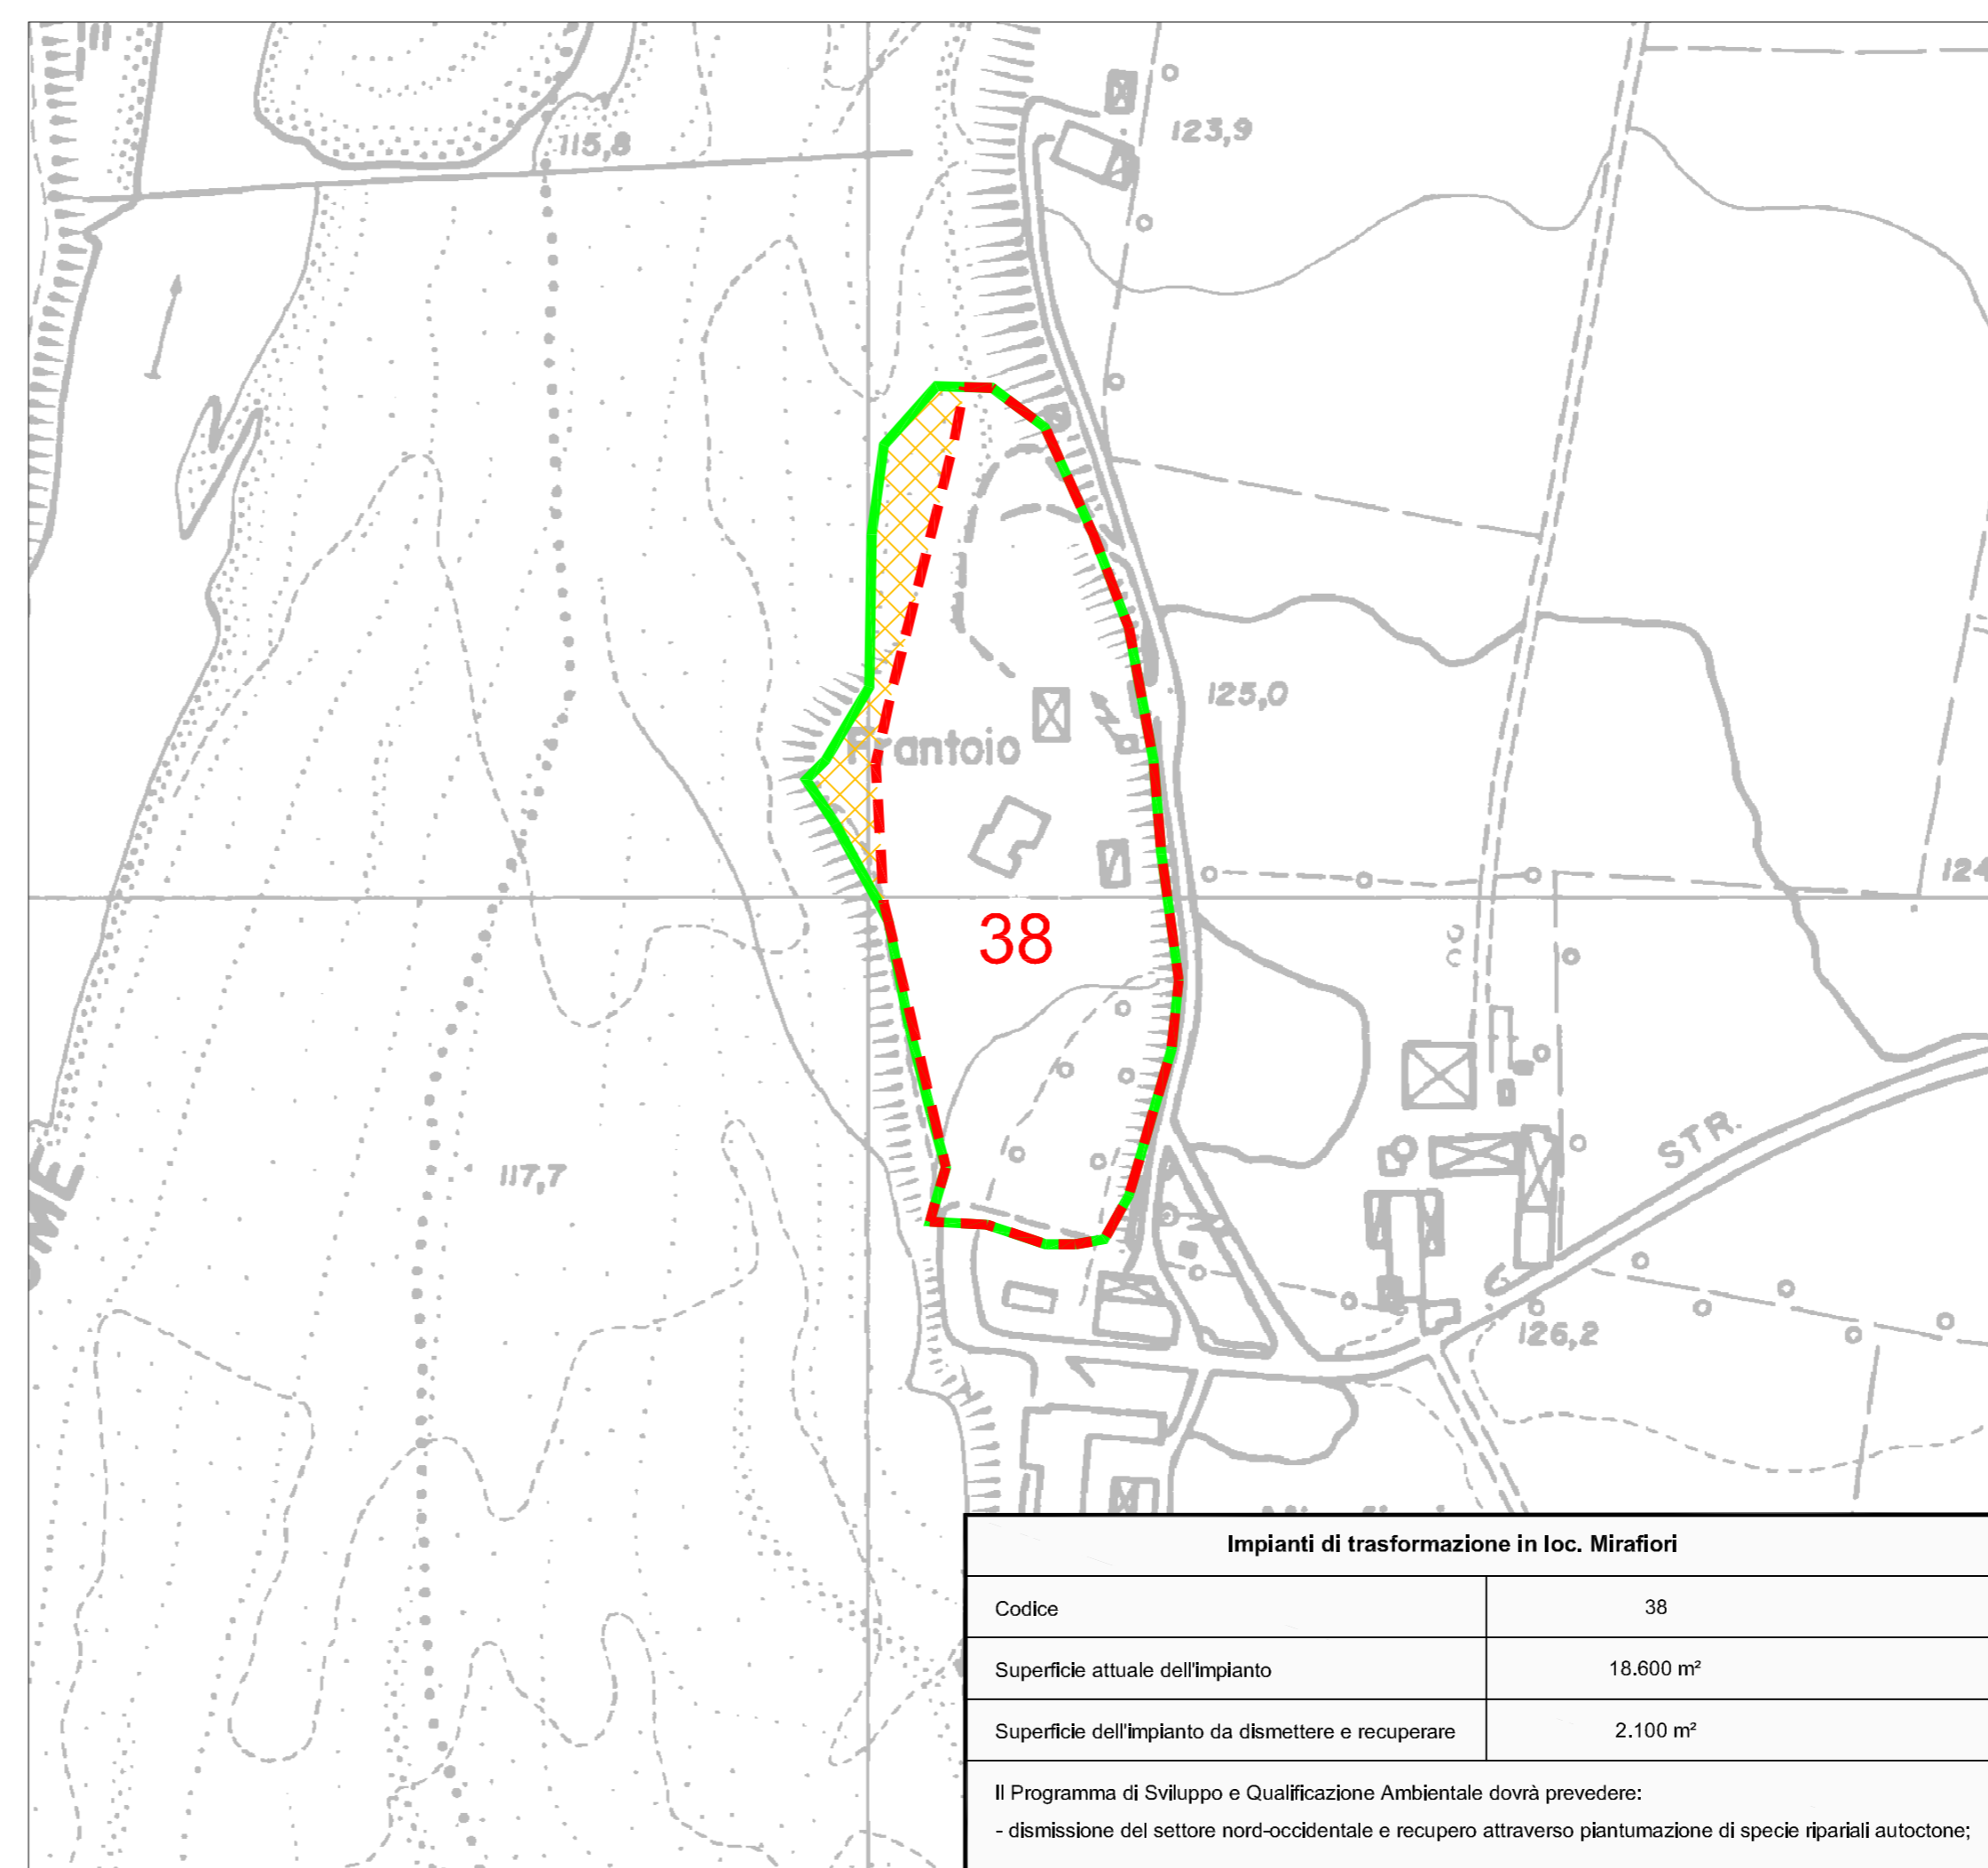 115,8
123,9
125,0
Frantoio
124
38
117,7
STR.
126,2
Impianti di trasformazione in loc. Mirafiori
Codice 38
Superficie attuale dell'impianto 18.600 m²
Superficie dell'impianto da dismettere e recuperare 2.100 m²
Il Programma di Sviluppo e Qualificazione Ambientale dovrà prevedere:
- dismissione del settore nord-occidentale e recupero attraverso piantumazione di specie ripariali autoctone;